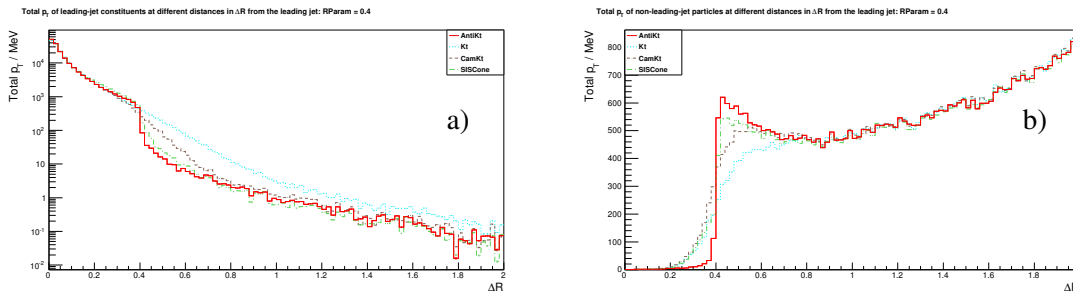 Total p_T of leading-jet constituents at different distances in ΔR from the leading jet: RParam = 0.4
Total p_T / MeV
10^4
10^3
10^2
10
1
10^-1
10^-2
0 0.2 0.4 0.6 0.8 1 1.2 1.4 1.6 1.8 2
ΔR
AntiKt
Kt
CamKt
SISCone
a)
Total p_T of non-leading-jet particles at different distances in ΔR from the leading jet: RParam = 0.4
Total p_T / MeV
800
700
600
500
400
300
200
100
0
0 0.2 0.4 0.6 0.8 1 1.2 1.4 1.6 1.8
AntiKt
Kt
CamKt
SISCone
b)